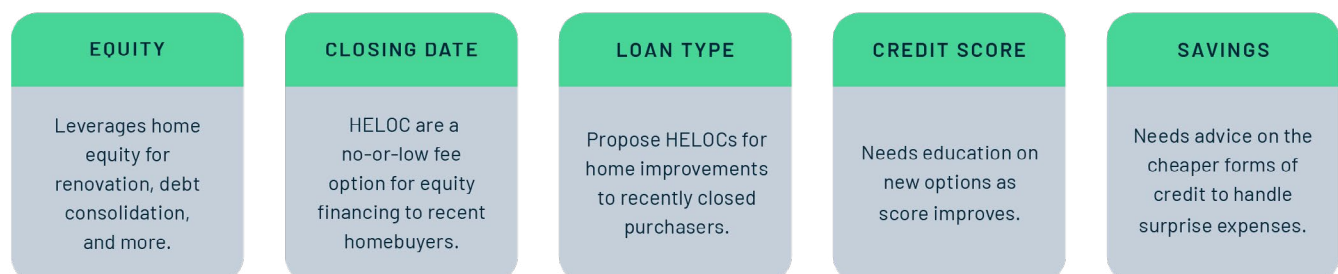 EQUITY
Leverages home
equity for
renovation, debt
consolidation,
and more.
CLOSING DATE
HELOC are a
no-or-low fee
option for equity
financing to recent
homebuyers.
LOAN TYPE
Propose HELOCs for
home improvements
to recently closed
purchasers.
CREDIT SCORE
Needs education on
new options as
score improves.
SAVINGS
Needs advice on the
cheaper forms of
credit to handle
surprise expenses.